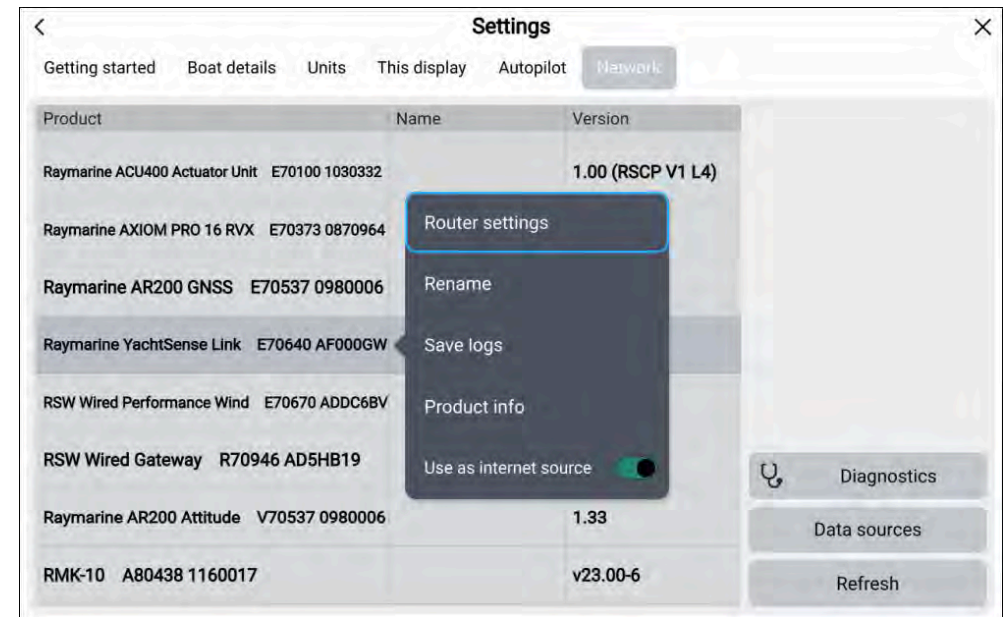 Settings
Getting started Boat details Units This display Autopilot Network
Product Name Version
Raymarine ACU400 Actuator Unit E70100 1030332 1.00 (RSCP V1 L4)
Router settings
Raymarine AXIOM PRO 16 RVX E70373 0870964
Raymarine AR200 GNSS E70537 0980006 Rename
Raymarine YachtSense Link E70640 AF000GW Save logs
RSW Wired Performance Wind E70670 ADDC6BV Product info
RSW Wired Gateway R70946 AD5HB19 Use as internet source
Diagnostics
Raymarine AR200 Attitude V70537 0980006 1.33
Data sources
RMK-10 A80438 1160017 v23.00-6
Refresh